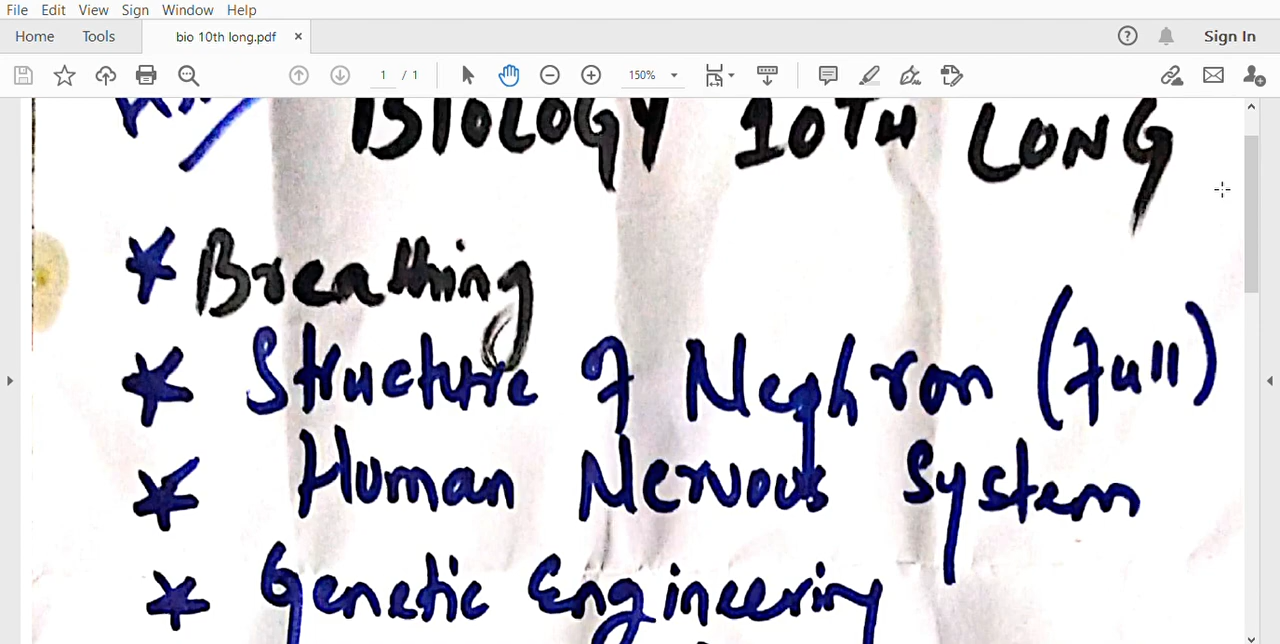 File Edit View Sign Window Help
Home Tools bio 10th long.pdf × ? Sign In
1 / 1 150%
BIOLOGY 10TH LONG
* Breathing
* Structure of Nephron (full)
* Human Nervous System
* Genetic Engineering